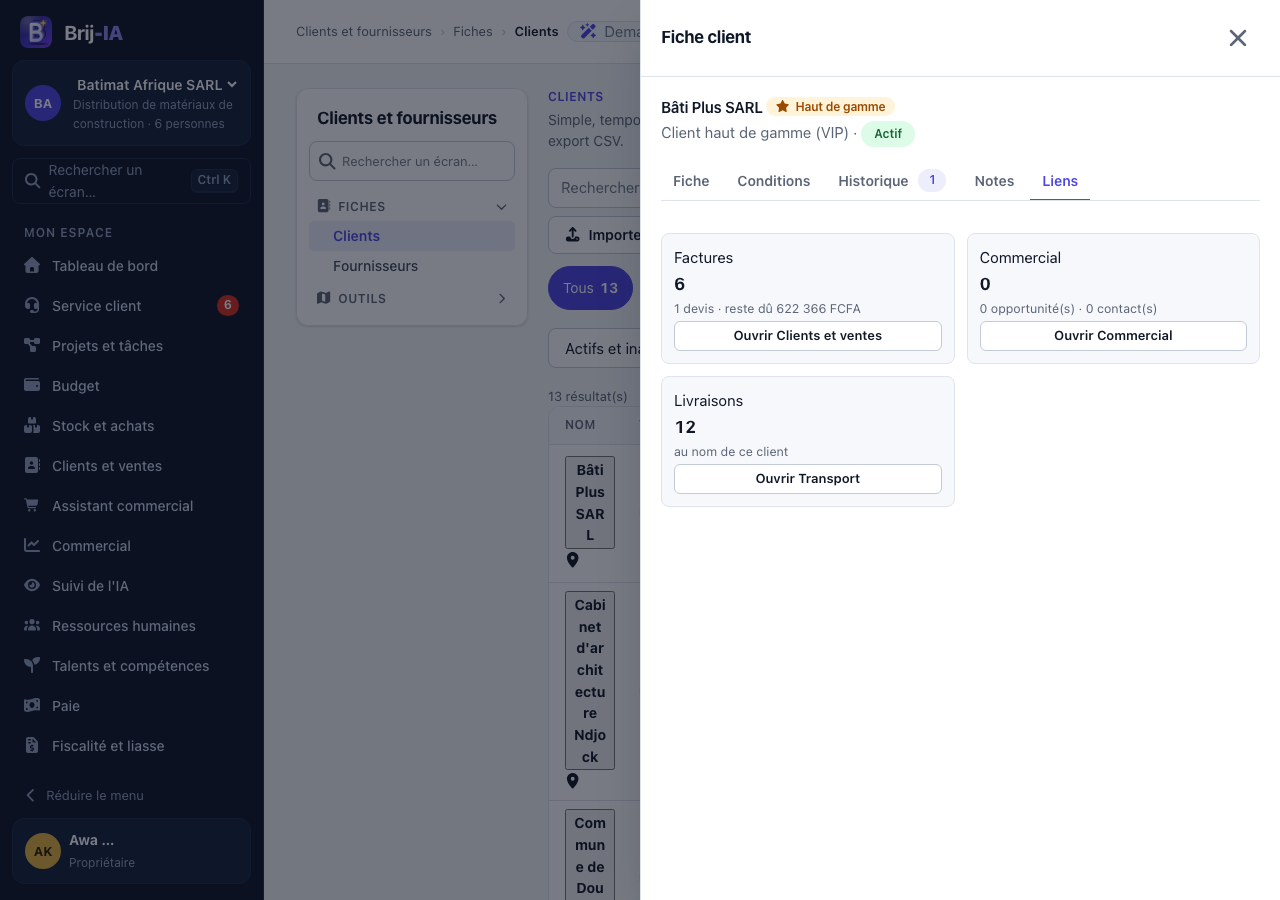 Brij-IA
BA
Batimat Afrique SARL
Distribution de matériaux de
construction · 6 personnes
Rechercher un
écran...
Ctrl K
MON ESPACE
Tableau de bord
Service client
6
Projets et tâches
Budget
Stock et achats
Clients et ventes
Assistant commercial
Commercial
Suivi de l'IA
Ressources humaines
Talents et compétences
Paie
Fiscalité et liasse
Réduire le menu
AK
Awa ...
Propriétaire
Clients et fournisseurs › Fiches › Clients
Clients et fournisseurs
Rechercher un écran...
FICHES
Clients
Fournisseurs
OUTILS
CLIENTS
export CSV.
Rechercher
Tous 13
13 résultat(s)
NOM
Bâti
Plus
SAR
L
Cabi
net
d'ar
chit
ectu
re
Ndjo
ck
Com
mun
e de
Dou
Fiche client
Bâti Plus SARL
Haut de gamme
Client haut de gamme (VIP) ·
Actif
Fiche
Conditions
Historique
1
Notes
Liens
Factures
6
1 devis · reste dû 622 366 FCFA
Ouvrir Clients et ventes
Commercial
0
0 opportunité(s) · 0 contact(s)
Ouvrir Commercial
Livraisons
12
au nom de ce client
Ouvrir Transport